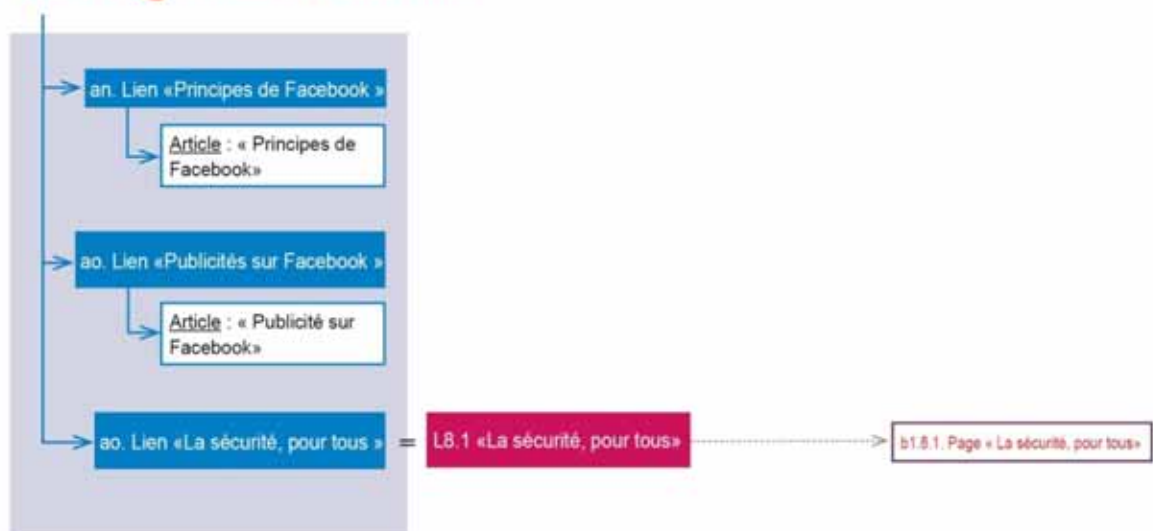 an. Lien «Principes de Facebook »
Article : « Principes de
Facebook»
ao. Lien «Publicités sur Facebook »
Article : « Publicité sur
Facebook»
ao. Lien «La sécurité, pour tous » = L8.1 «La sécurité, pour tous» b1.8.1. Page « La sécurité, pour tous»